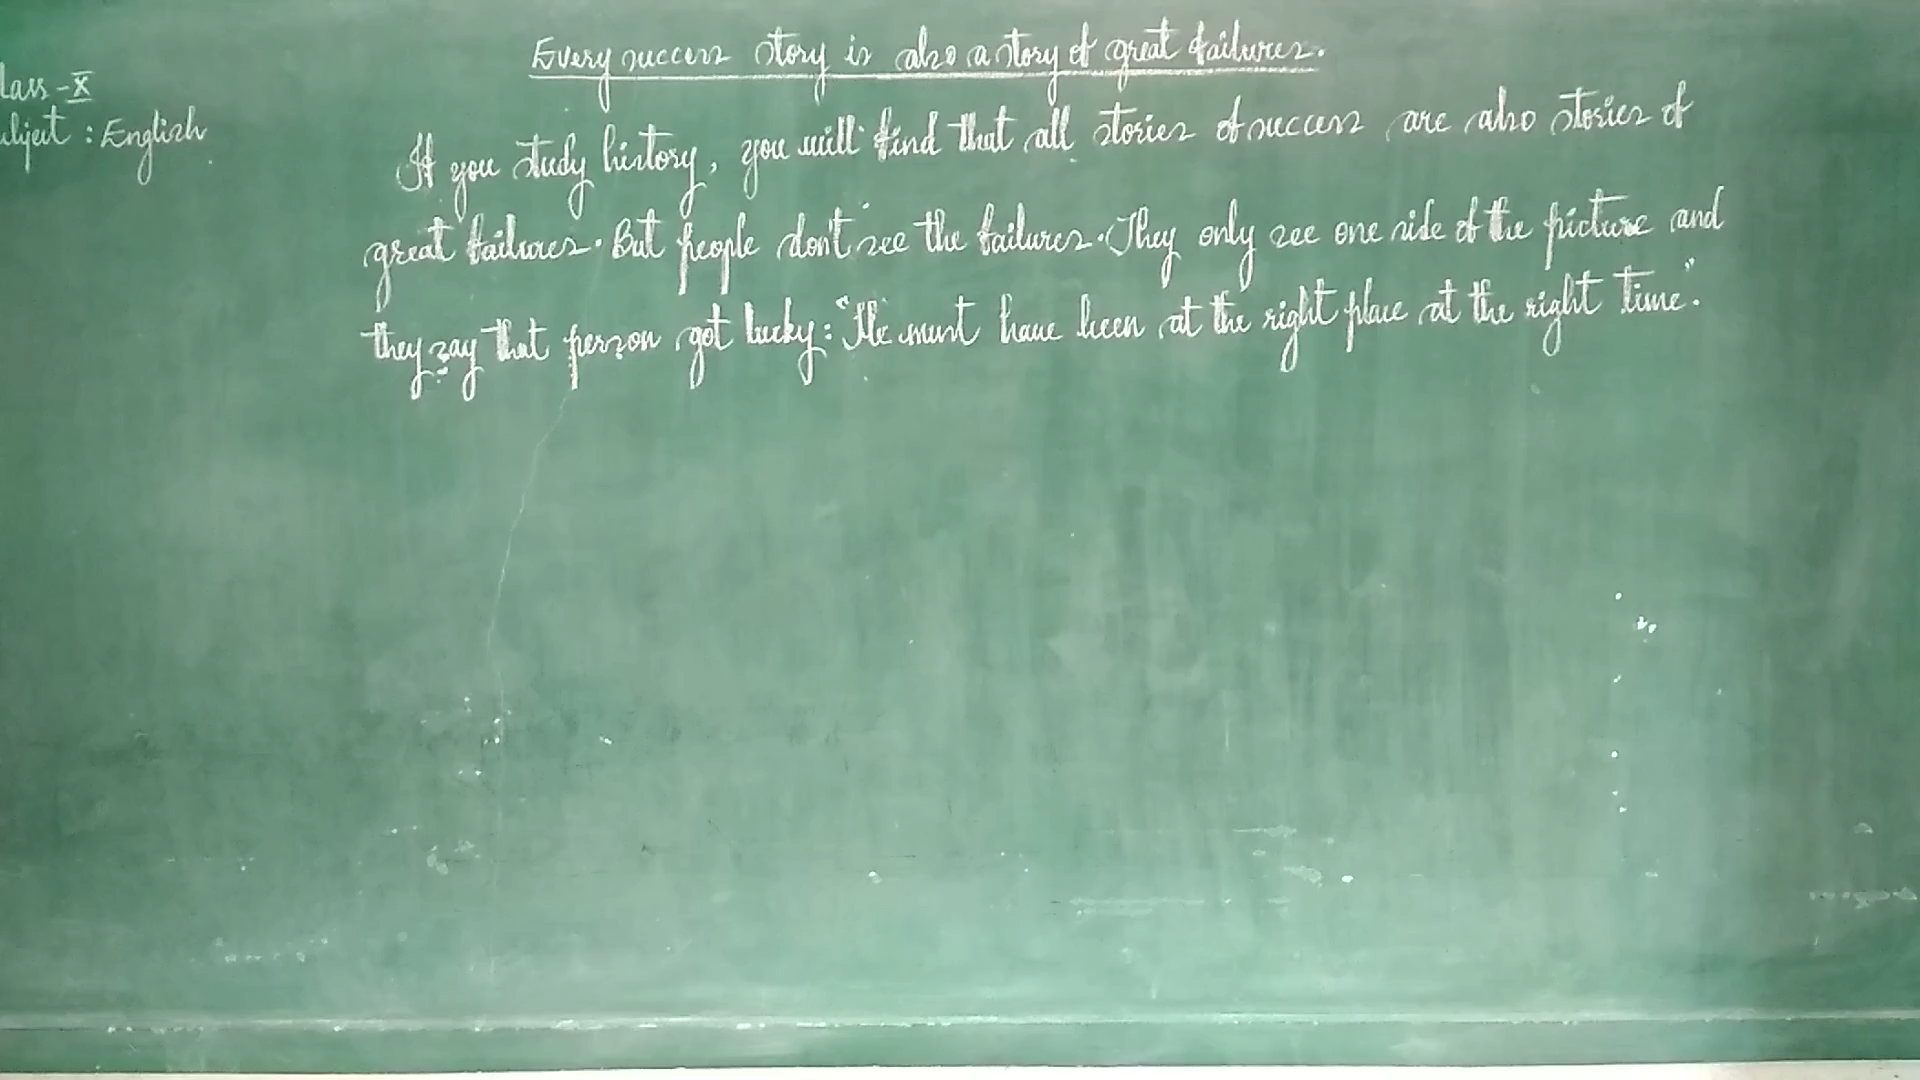 Every success story is also a story of great failures.
lass - X
ubject : English
If you study history, you will find that all stories of success are also stories of
great failures. But people don't see the failures. They only see one side of the picture and
they say that person got lucky: "He must have been at the right place at the right time".